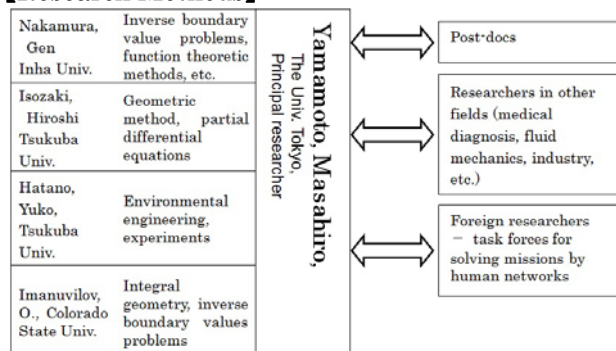 【Research Methods】
Nakamura,
Gen
Inha Univ.
Inverse boundary
value problems,
function theoretic
methods, etc.
Isozaki,
Hiroshi
Tsukuba
Univ.
Geometric
method, partial
differential
equations
Hatano,
Yuko,
Tsukuba
Univ.
Environmental
engineering,
experiments
Imanuvilov,
O., Colorado
State Univ.
Integral
geometry, inverse
boundary values
problems
Yamamoto, Masahiro,
The Univ. Tokyo,
Principal researcher
Post-docs
Researchers in other
fields (medical
diagnosis, fluid
mechanics, industry,
etc.)
Foreign researchers
－ task forces for
solving missions by
human networks